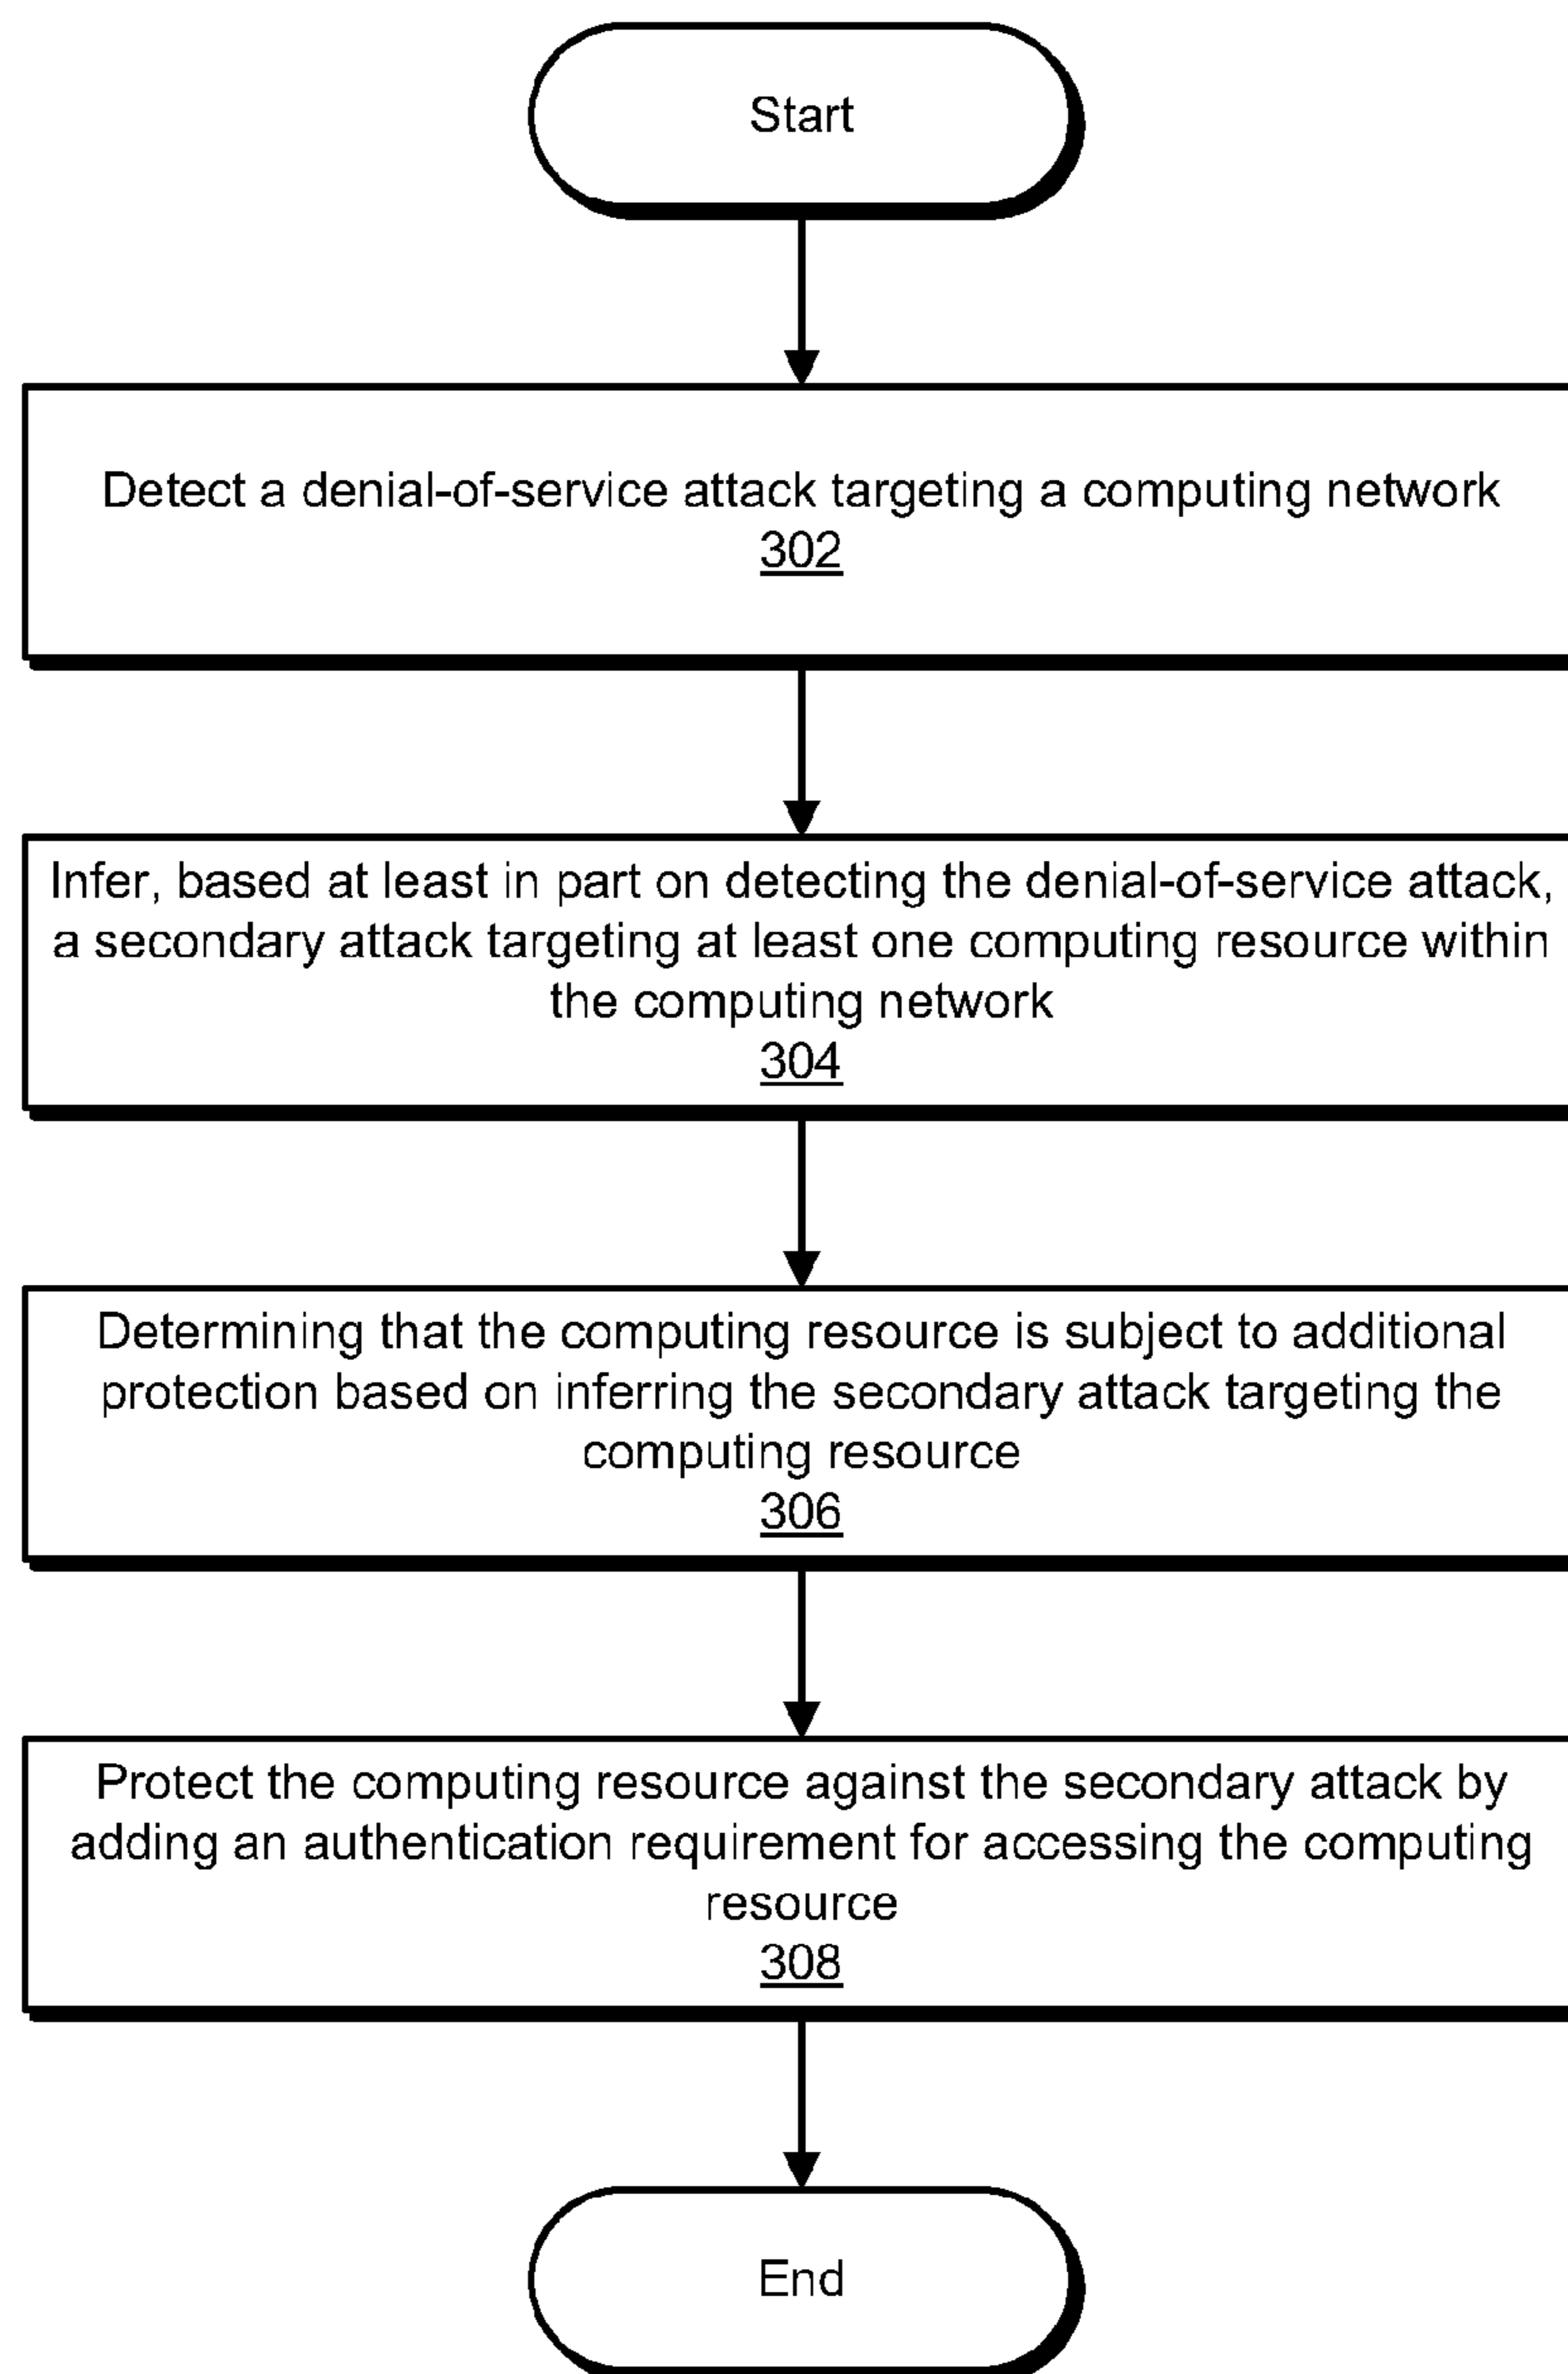 Start
Detect a denial-of-service attack targeting a computing network
302
Infer, based at least in part on detecting the denial-of-service attack,
a secondary attack targeting at least one computing resource within
the computing network
304
Determining that the computing resource is subject to additional
protection based on inferring the secondary attack targeting the
computing resource
306
Protect the computing resource against the secondary attack by
adding an authentication requirement for accessing the computing
resource
308
End